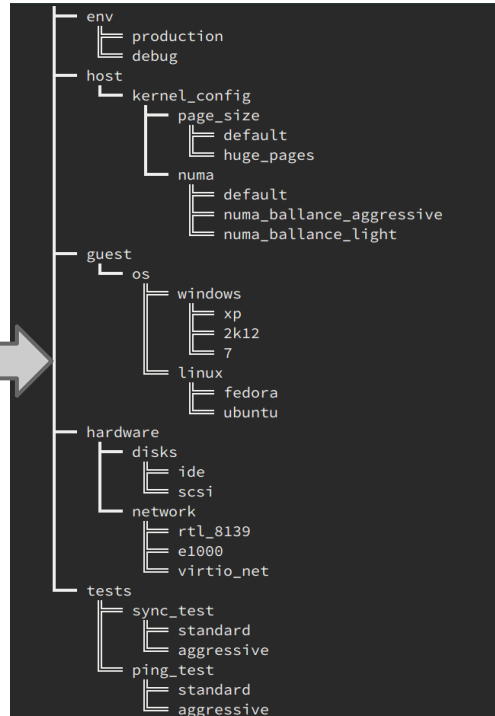 env
production
debug
host
kernel_config
page_size
default
huge_pages
numa
default
numa_ballance_aggressive
numa_ballance_light
guest
os
windows
xp
2k12
7
linux
fedora
ubuntu
hardware
disks
ide
scsi
network
rtl_8139
e1000
virtio_net
tests
sync_test
standard
aggressive
ping_test
standard
aggressive